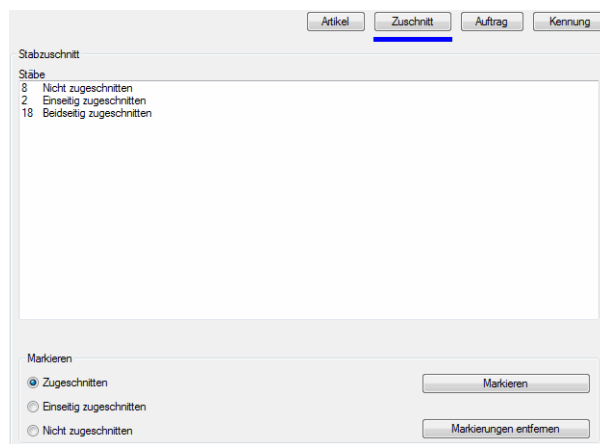 Artikel Zuschnitt Auftrag Kennung
Stabzuschnitt
Stäbe
8 Nicht zugeschnitten
2 Einseitig zugeschnitten
18 Beidseitig zugeschnitten
Markieren
Zugeschnitten Markieren
Einseitig zugeschnitten
Nicht zugeschnitten Markierungen entfernen